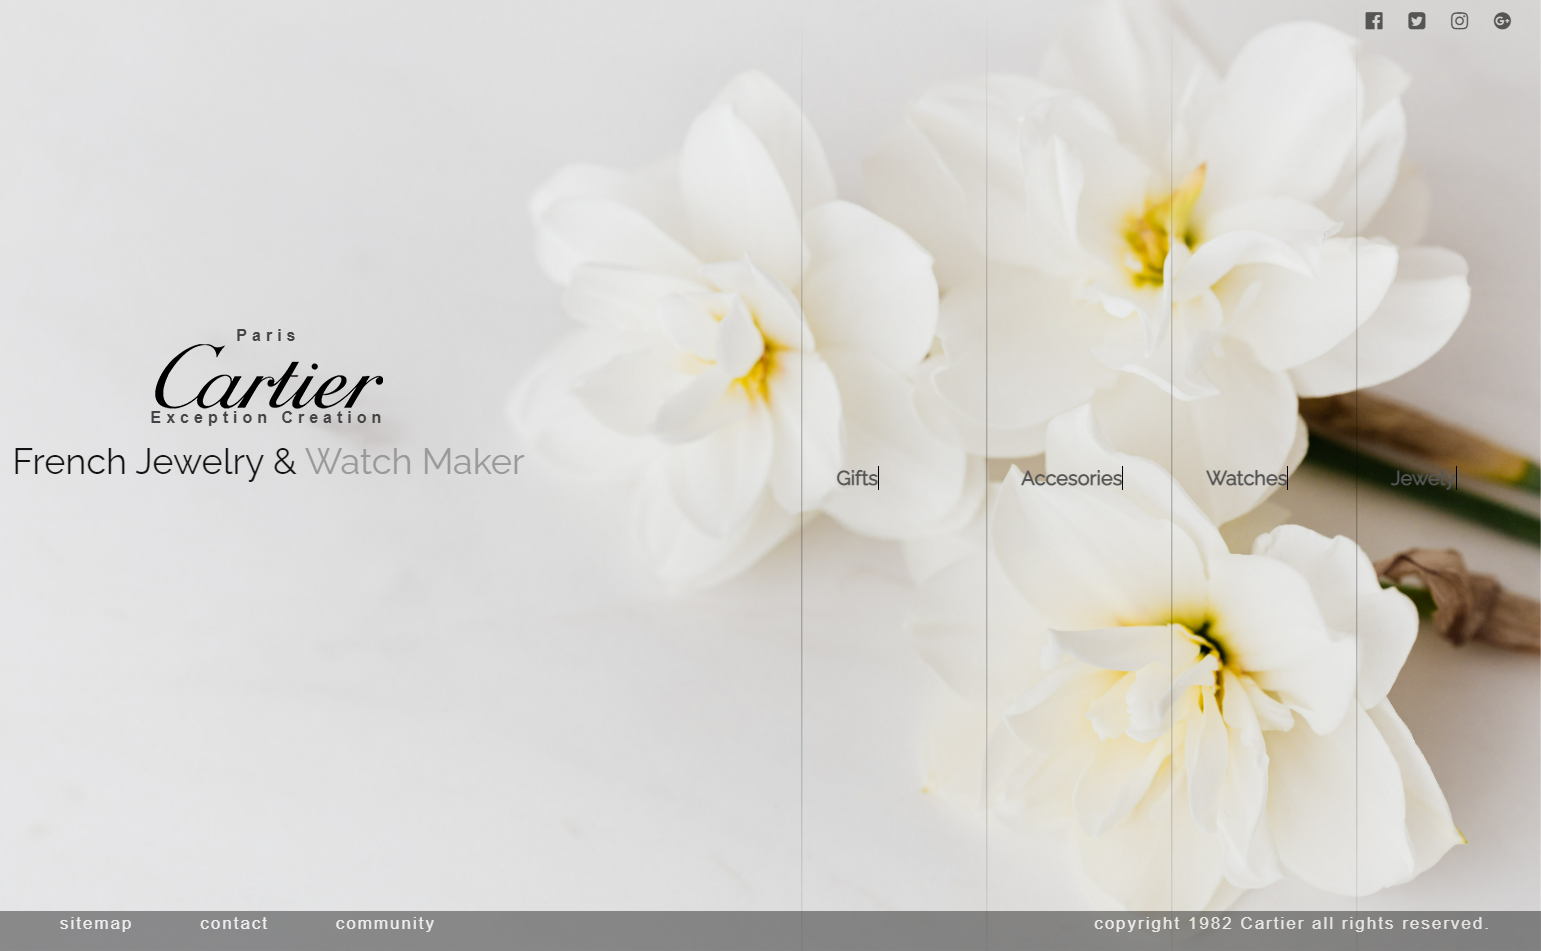 Paris
Cartier
Exception Creation
French Jewelry & Watch Maker
Gifts
Accesories
Watches
Jewely
sitemap contact community
copyright 1982 Cartier all rights reserved.